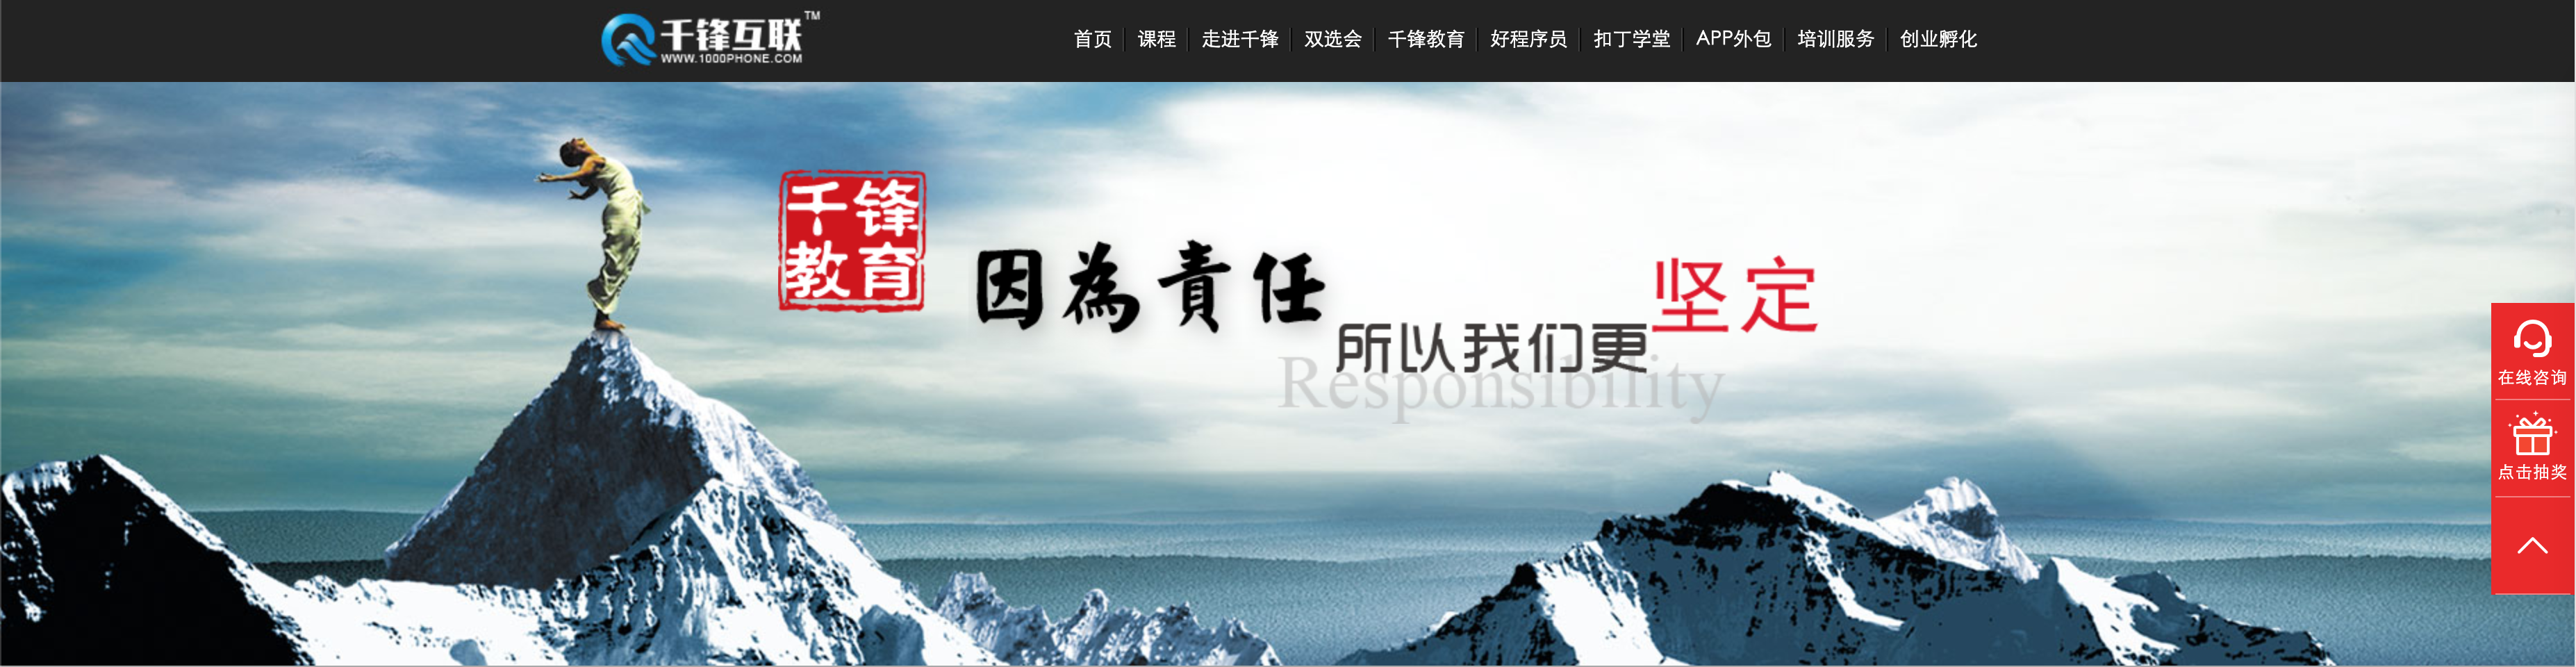 千锋互联TM
WWW.1000PHONE.COM
首页 课程 走进千锋 双选会 千锋教育 好程序员 扣丁学堂 APP外包 培训服务 创业孵化
千锋
教育
因為責任
坚定
所以我们更
Responsibility
在线咨询
点击抽奖